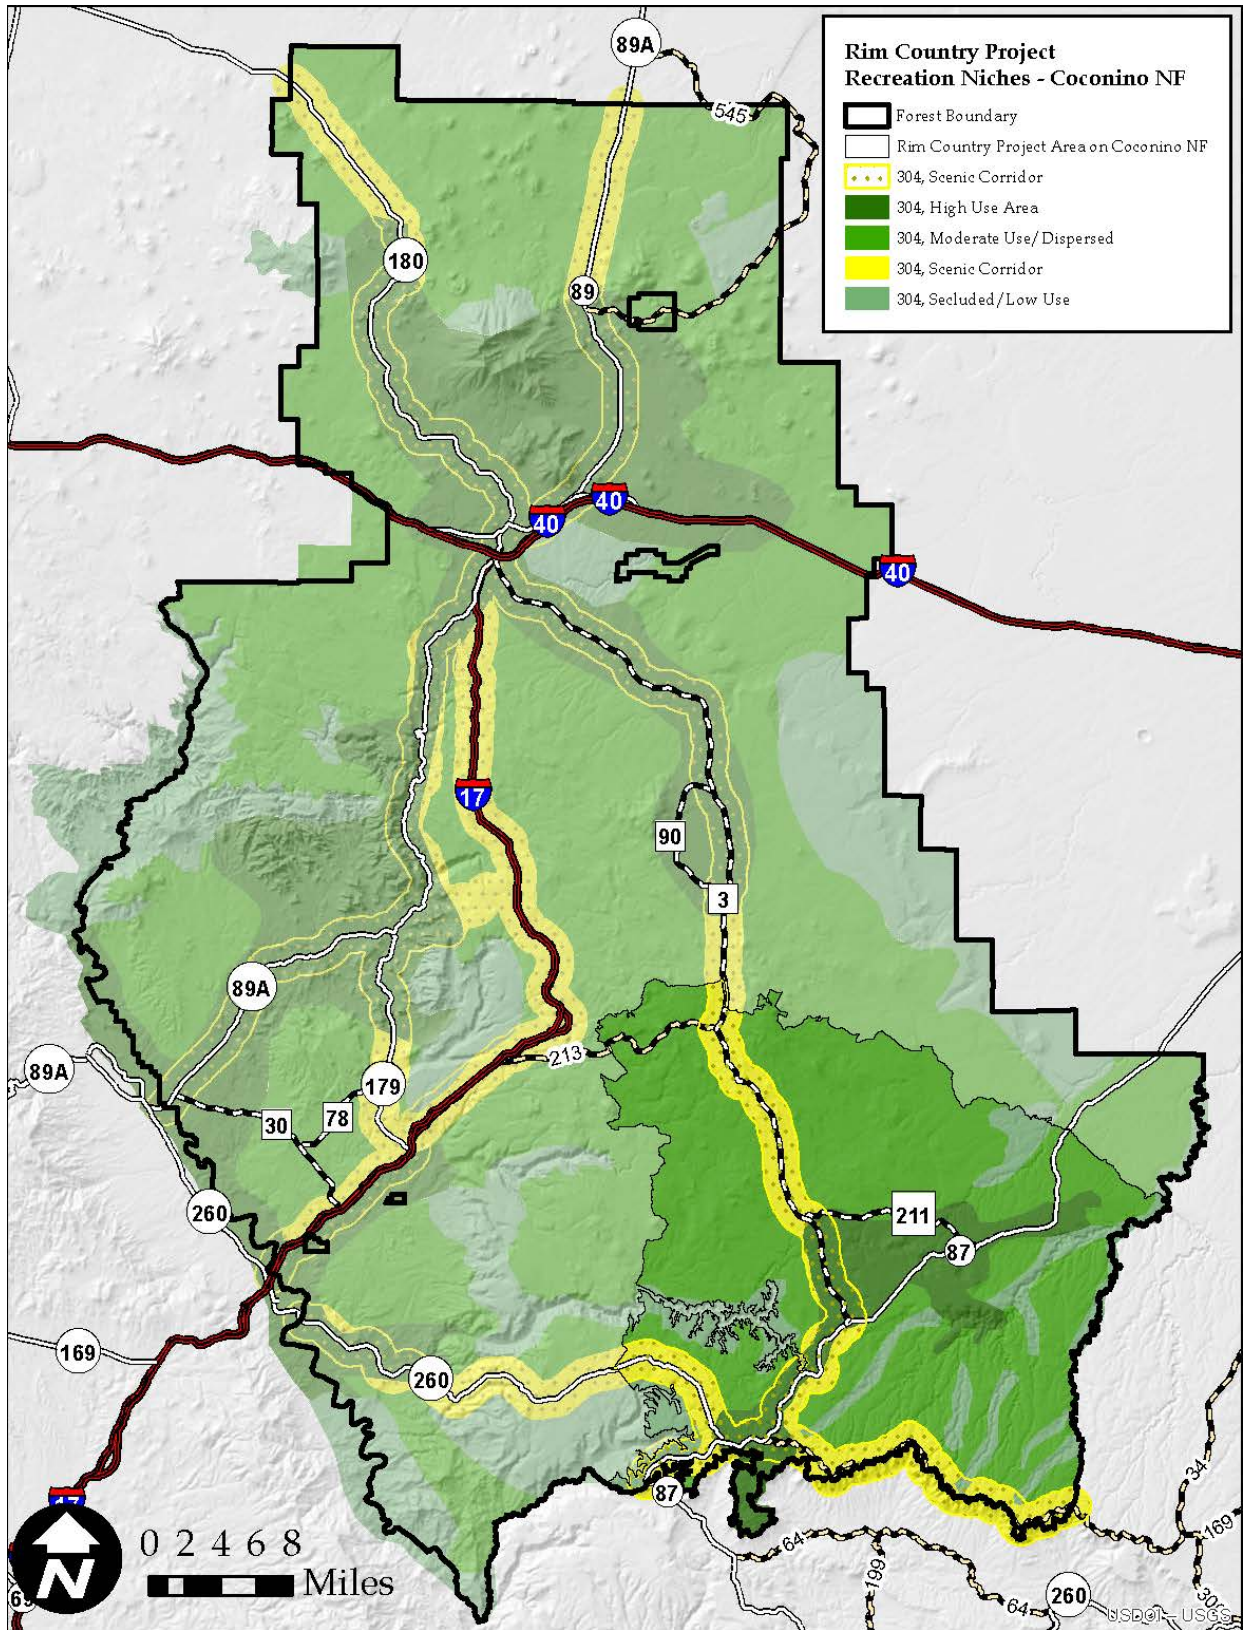 Rim Country Project
Recreation Niches - Coconino NF
Forest Boundary
Rim Country Project Area on Coconino NF
304, Scenic Corridor
304, High Use Area
304, Moderate Use/Dispersed
304, Scenic Corridor
304, Secluded/Low Use
89A
545
180
89
40
40
40
17
90
3
89A
213
89A
179
78
30
260
211
87
169
260
17
87
34
64
169
199
64
260
N
0 2 4 6 8
Miles
USDOI - USGS